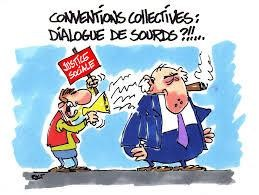 CONVENTIONS COLLECTIVES :
DIALOGUE DE SOURDS ?!!...
JUSTICE
SOCIALE